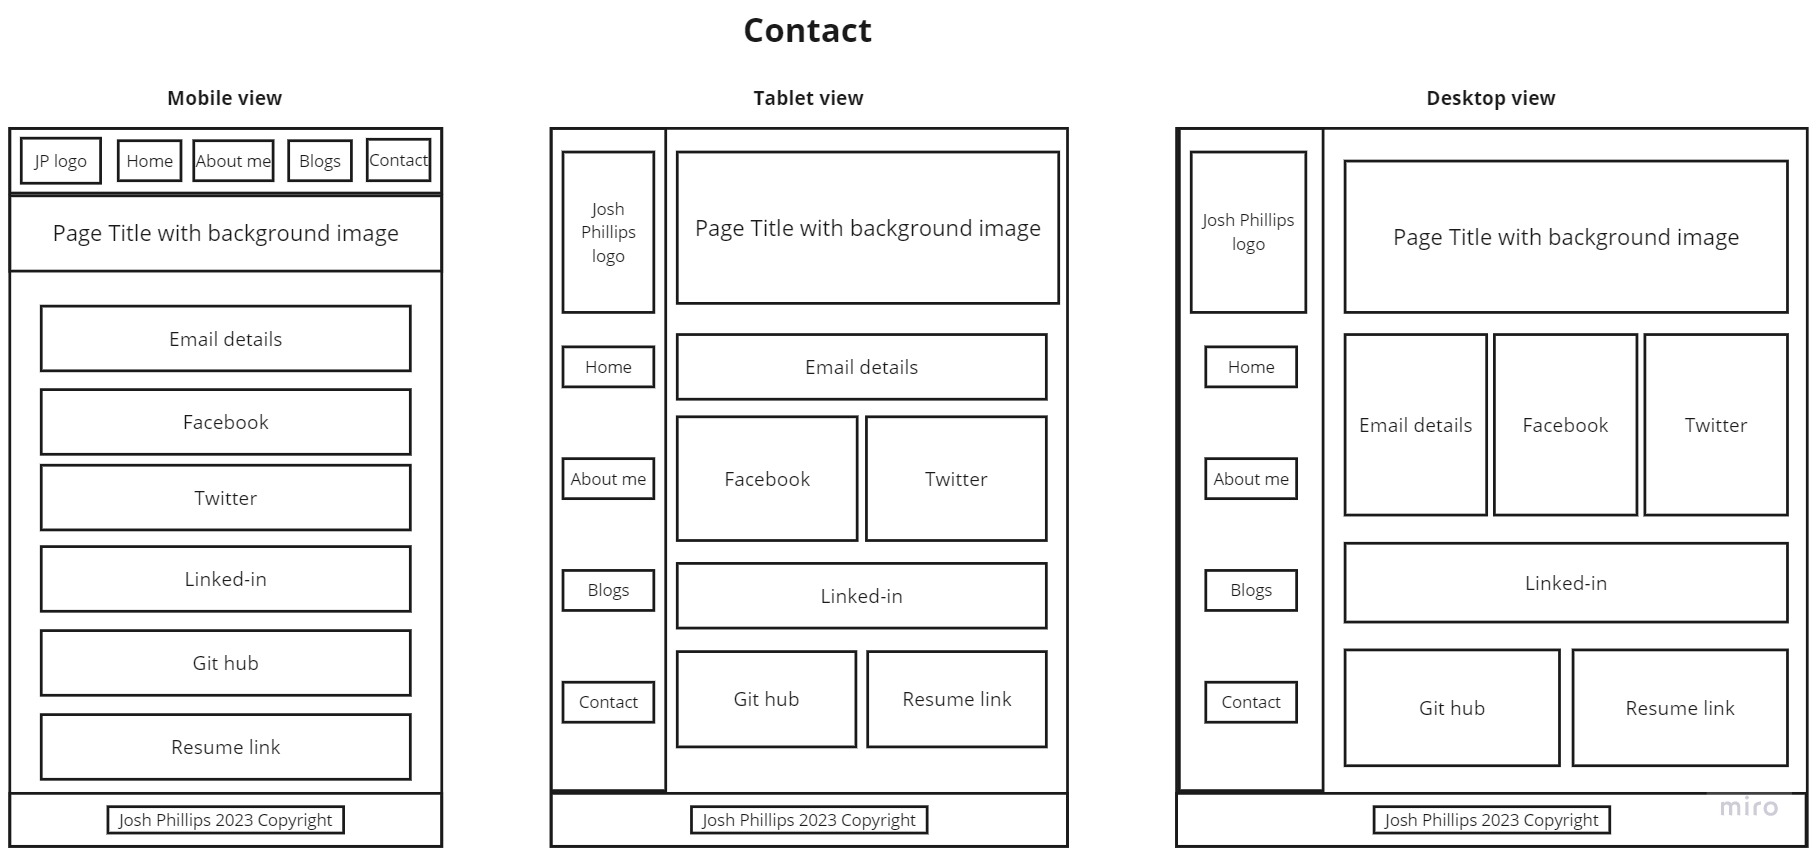 Contact
Mobile view
JP logo
Home
About me
Blogs
Contact
Page Title with background image
Email details
Facebook
Twitter
Linked-in
Git hub
Resume link
Josh Phillips 2023 Copyright
Tablet view
Josh
Phillips
logo
Home
About me
Blogs
Contact
Page Title with background image
Email details
Facebook
Twitter
Linked-in
Git hub
Resume link
Josh Phillips 2023 Copyright
Desktop view
Josh Phillips
logo
Home
About me
Blogs
Contact
Page Title with background image
Email details
Facebook
Twitter
Linked-in
Git hub
Resume link
Josh Phillips 2023 Copyright
miro